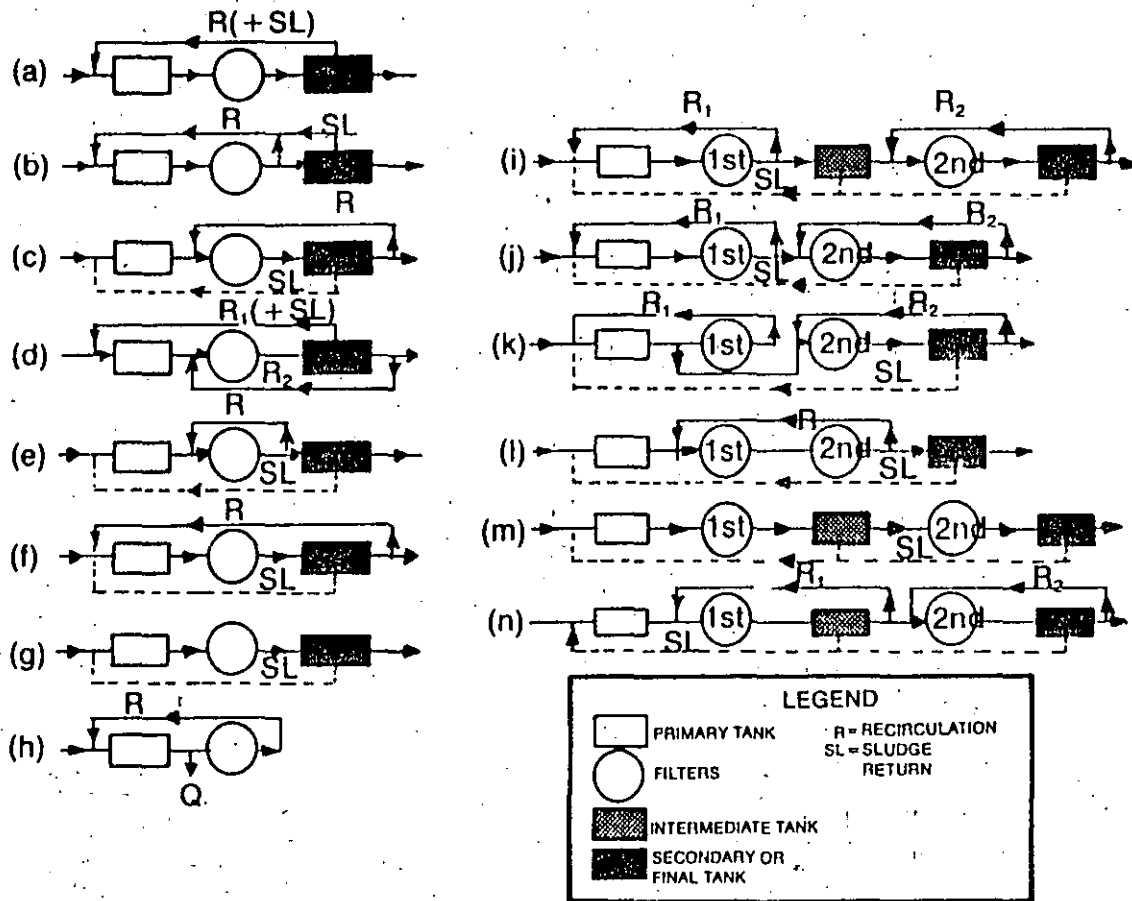 (a) R(+SL)
(b) R SL
(c) R SL
(d) R₁(+SL) R₂
(e) R SL
(f) R SL
(g) SL
(h) R Q
(i) R₁ 1st SL R₂ 2nd
(j) R₁ 1st SL R₂ 2nd
(k) R₁ 1st R₂ 2nd SL
(l) 1st R 2nd SL
(m) 1st SL 2nd
(n) SL 1st R₁ R₂ 2nd
LEGEND
PRIMARY TANK
R = RECIRCULATION
SL = SLUDGE
RETURN
FILTERS
INTERMEDIATE TANK
SECONDARY OR
FINAL TANK